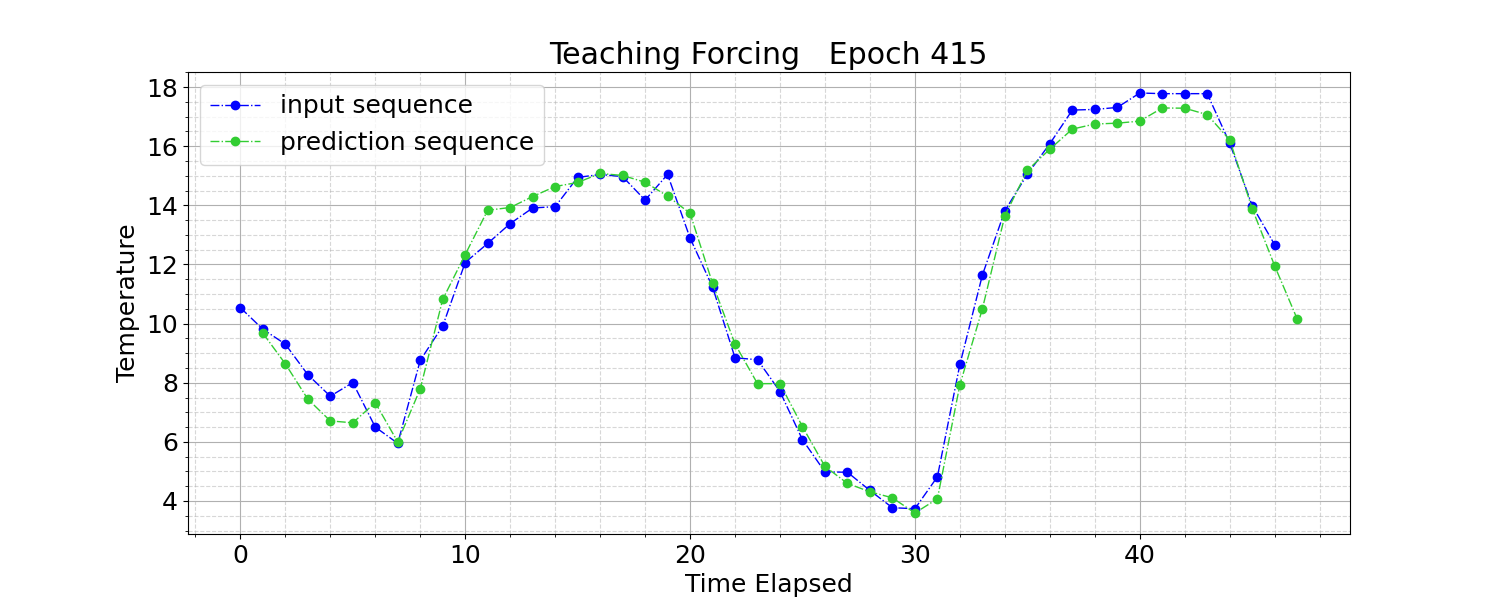 Teaching Forcing   Epoch 415
input sequence
prediction sequence
Temperature
18
16
14
12
10
8
6
4
0 10 20 30 40
Time Elapsed